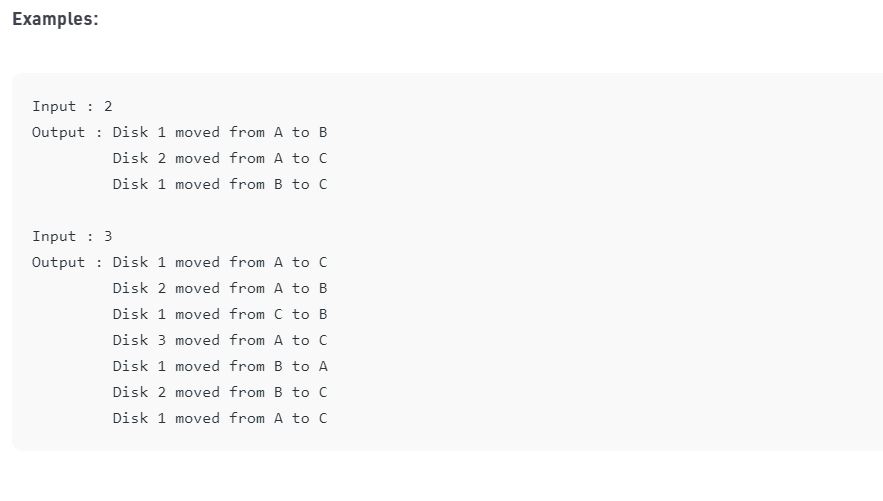 Examples:
Input : 2
Output : Disk 1 moved from A to B
Disk 2 moved from A to C
Disk 1 moved from B to C
Input : 3
Output : Disk 1 moved from A to C
Disk 2 moved from A to B
Disk 1 moved from C to B
Disk 3 moved from A to C
Disk 1 moved from B to A
Disk 2 moved from B to C
Disk 1 moved from A to C